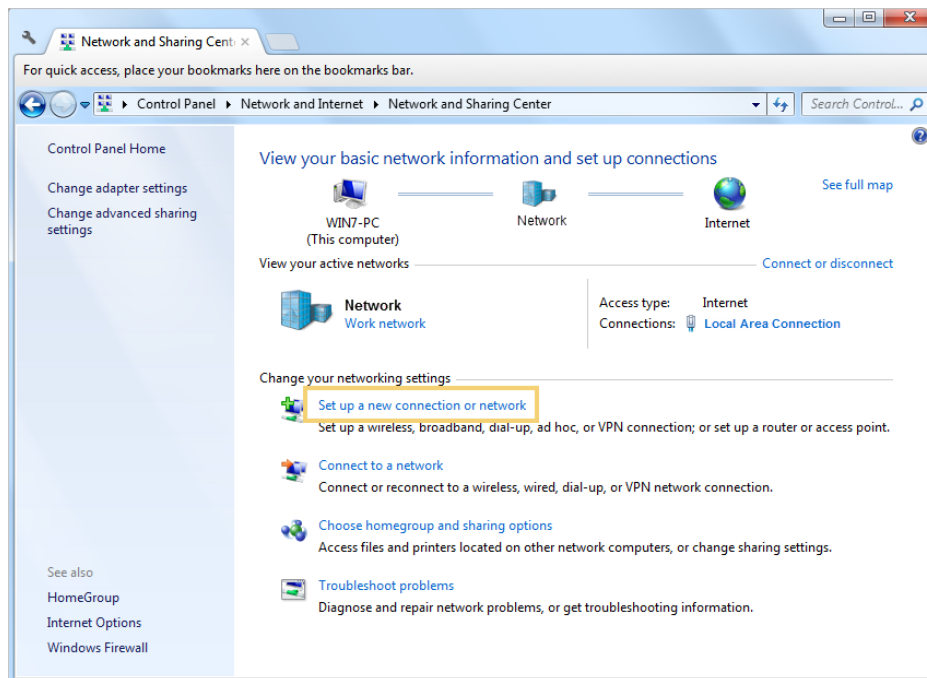 Network and Sharing Cent
For quick access, place your bookmarks here on the bookmarks bar.
Control Panel Network and Internet Network and Sharing Center
Search Control...
Control Panel Home
Change adapter settings
Change advanced sharing
settings
See also
HomeGroup
Internet Options
Windows Firewall
View your basic network information and set up connections
See full map
WIN7-PC
(This computer)
Network
Internet
View your active networks
Connect or disconnect
Network
Work network
Access type: Internet
Connections: Local Area Connection
Change your networking settings
Set up a new connection or network
Set up a wireless, broadband, dial-up, ad hoc, or VPN connection; or set up a router or access point.
Connect to a network
Connect or reconnect to a wireless, wired, dial-up, or VPN network connection.
Choose homegroup and sharing options
Access files and printers located on other network computers, or change sharing settings.
Troubleshoot problems
Diagnose and repair network problems, or get troubleshooting information.